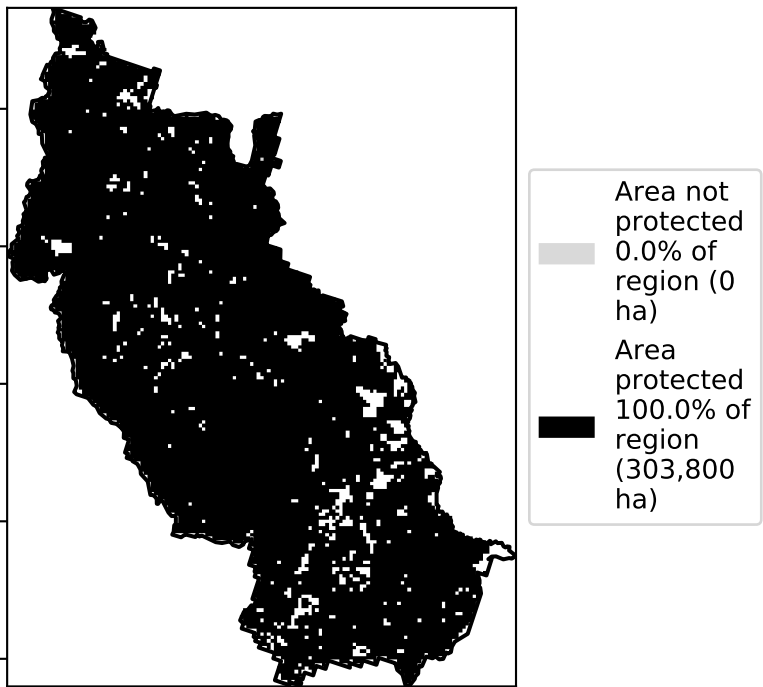 Area not
protected
0.0% of
region (0
ha)
Area
protected
100.0% of
region
(303,800
ha)